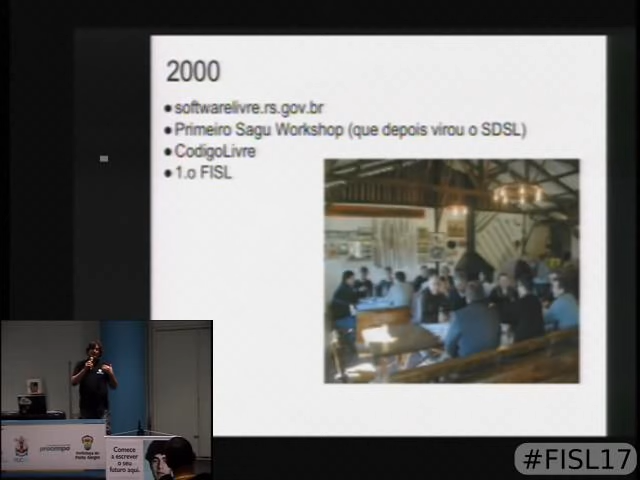 2000
● softwarelivre.rs.gov.br
● Primeiro Sagu Workshop (que depois virou o SDSL)
● CodigoLivre
● 1.o FISL
procempa
Prefeitura de
Porto Alegre
Comece
a escrever
o seu
futuro aqui.
#FISL17